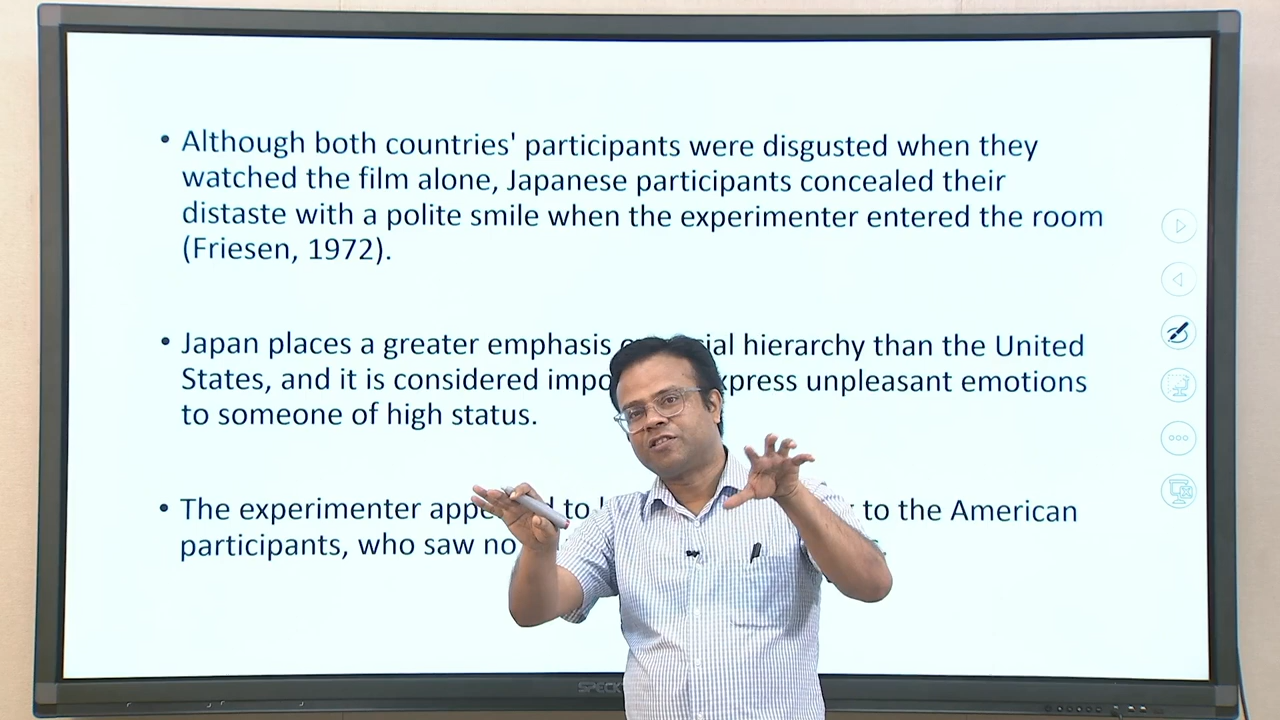 • Although both countries' participants were disgusted when they
watched the film alone, Japanese participants concealed their
distaste with a polite smile when the experimenter entered the room
(Friesen, 1972).
• Japan places a greater emphasis hierarchy than the United
States, and it is considered express unpleasant emotions
to someone of high status.
• The experimenter to to the American
participants, who saw no